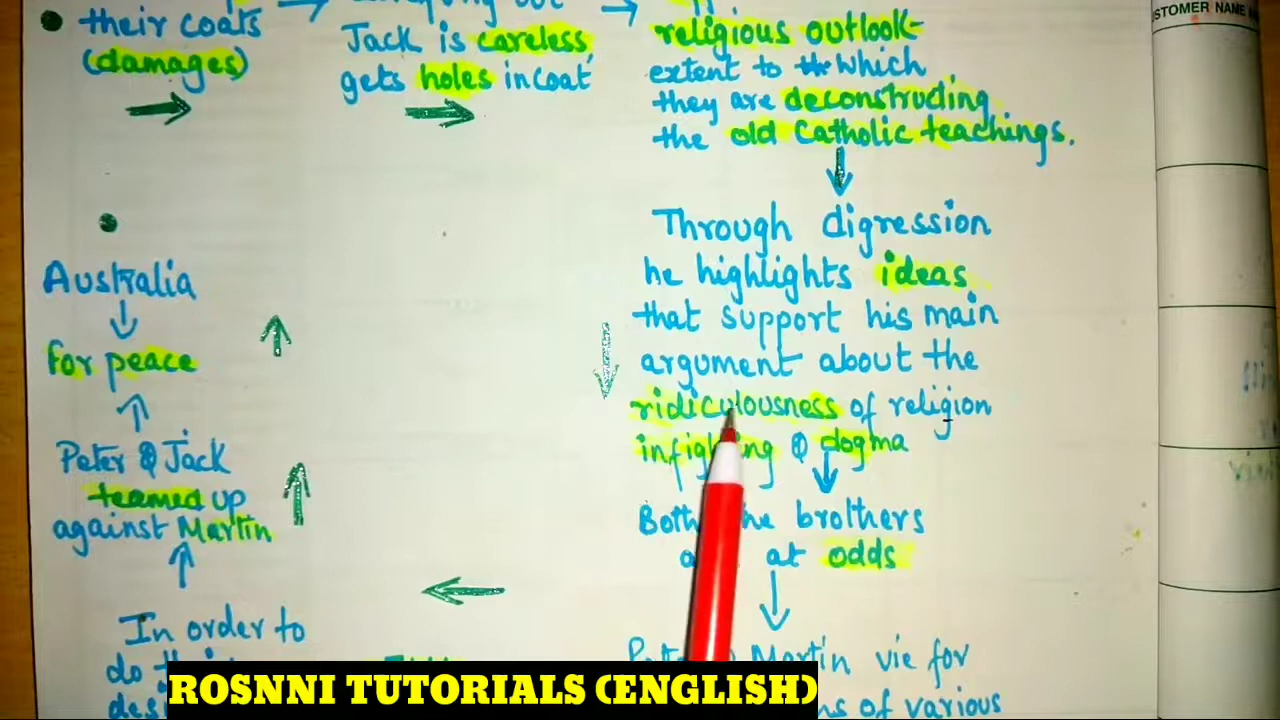 their coats
(damages)
Jack is careless,
gets holes in coat
religious outlook-
extent to which
they are deconstructing
the old Catholic teachings.
Through digression
he highlights ideas
that support his main
argument about the
ridiculousness of religion
infighting & dogma
Both the brothers
at odds
Martin vie for
of various
Australia
for peace
Peter & Jack
teamed up
against Martin
In order to
do
ROSNNI TUTORIALS (ENGLISH)
CUSTOMER NAME